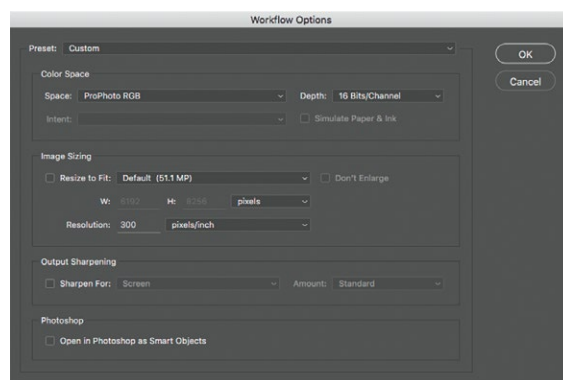 Workflow Options
Preset: Custom
OK
Cancel
Color Space
Space: ProPhoto RGB Depth: 16 Bits/Channel
Intent: Simulate Paper & Ink
Image Sizing
Resize to Fit: Default (51.1 MP) Don't Enlarge
W: 6192 H: 8256 pixels
Resolution: 300 pixels/inch
Output Sharpening
Sharpen For: Screen Amount: Standard
Photoshop
Open in Photoshop as Smart Objects